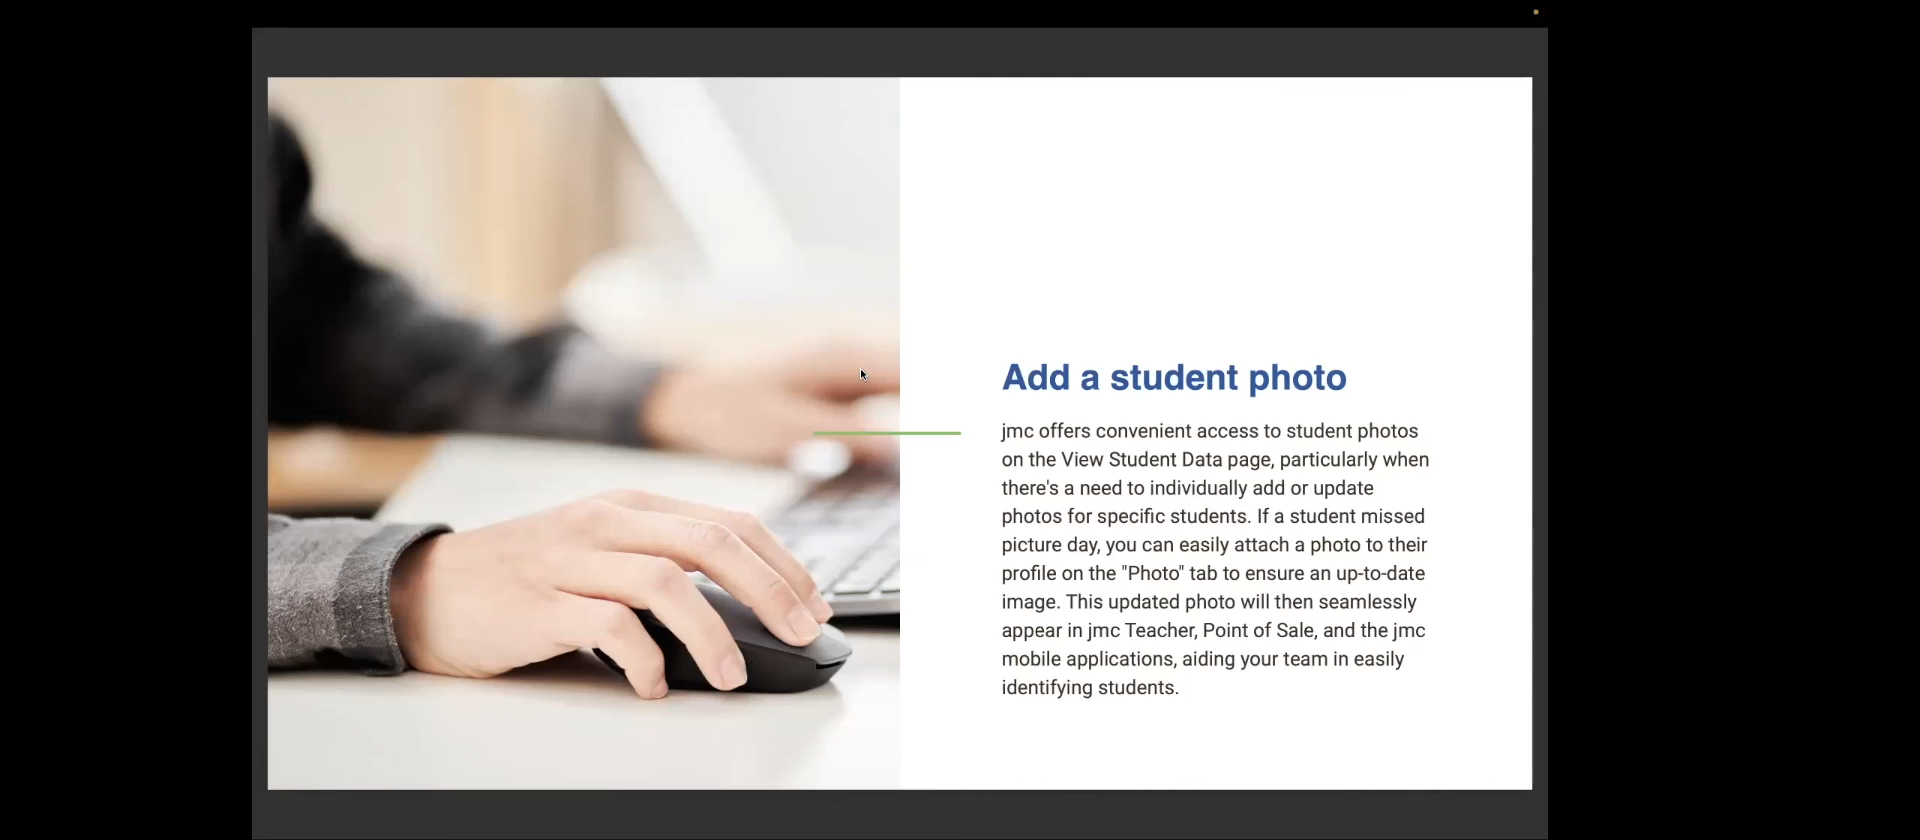 Add a student photo
jmc offers convenient access to student photos
on the View Student Data page, particularly when
there's a need to individually add or update
photos for specific students. If a student missed
picture day, you can easily attach a photo to their
profile on the "Photo" tab to ensure an up-to-date
image. This updated photo will then seamlessly
appear in jmc Teacher, Point of Sale, and the jmc
mobile applications, aiding your team in easily
identifying students.